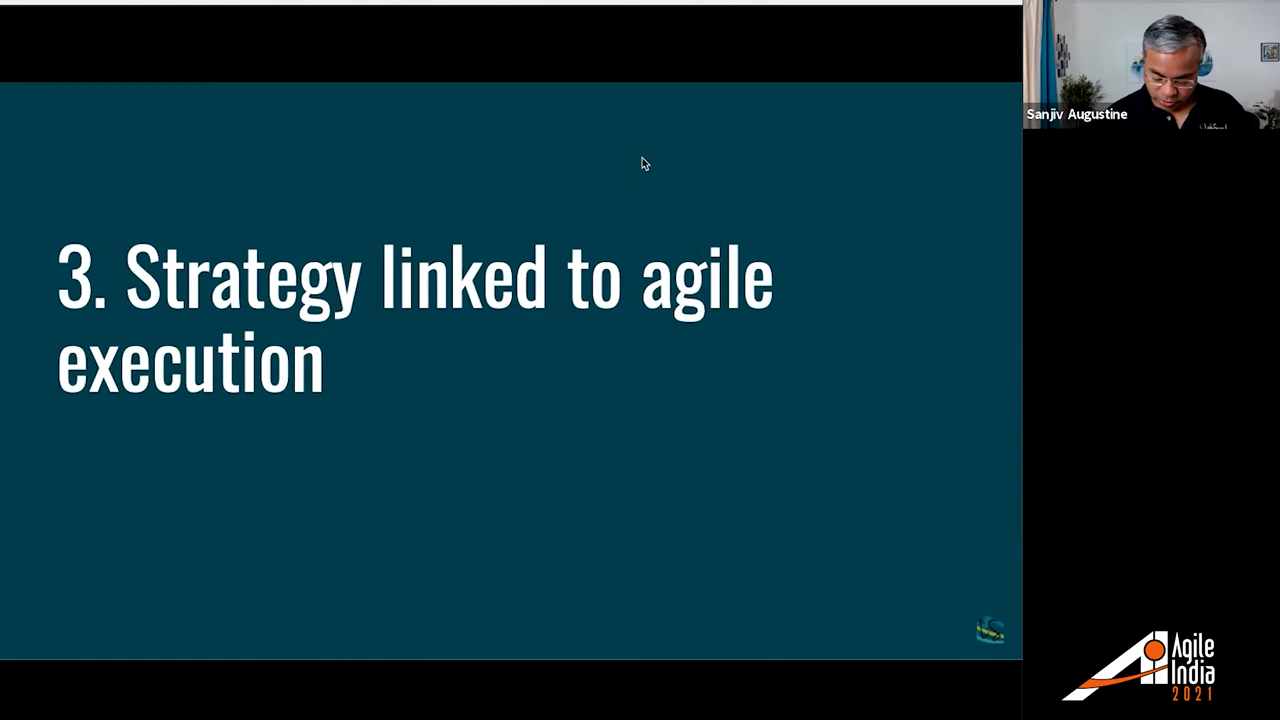 3. Strategy linked to agile
execution
Sanjiv Augustine
Agile
India
2021